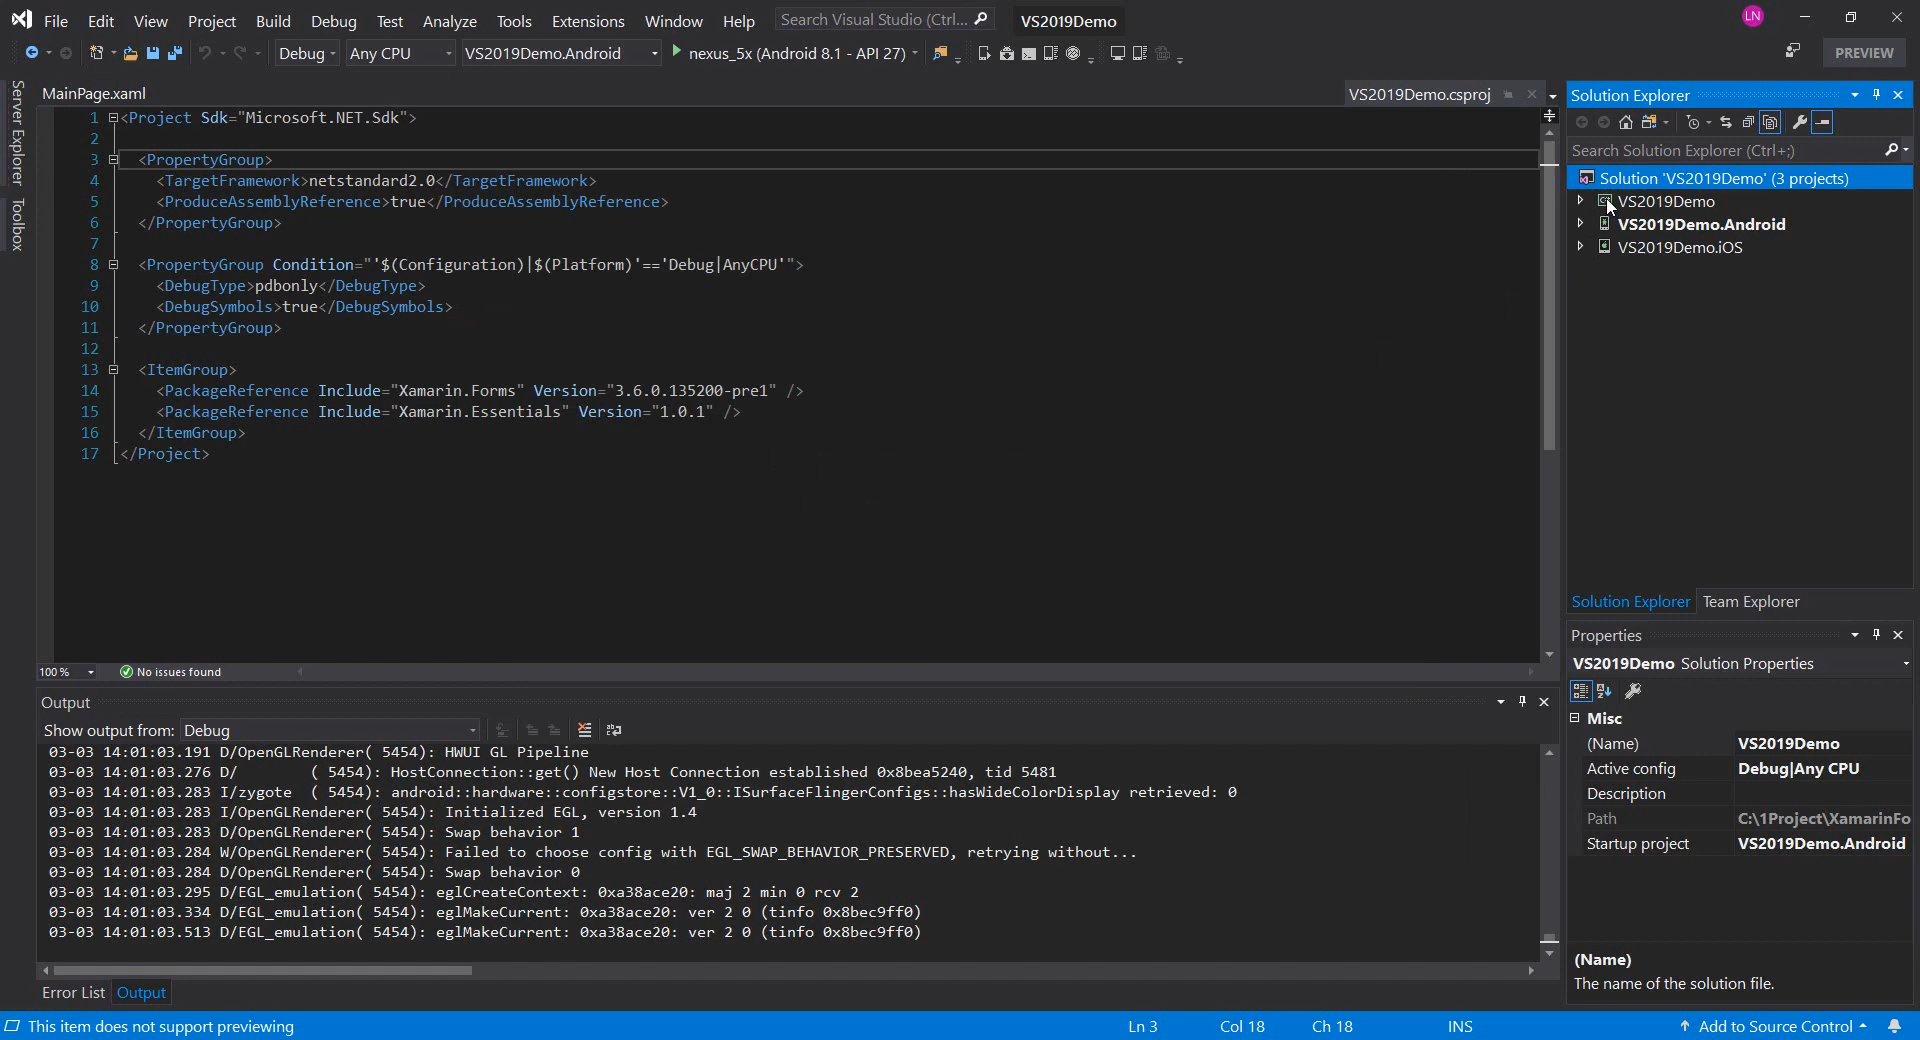 File Edit View Project Build Debug Test Analyze Tools Extensions Window Help Search Visual Studio (Ctrl... VS2019Demo LN
Debug Any CPU VS2019Demo.Android nexus_5x (Android 8.1 - API 27) PREVIEW
Server Explorer
Toolbox
MainPage.xaml VS2019Demo.csproj
1 <Project Sdk="Microsoft.NET.Sdk">
2
3 <PropertyGroup>
4 <TargetFramework>netstandard2.0</TargetFramework>
5 <ProduceAssemblyReference>true</ProduceAssemblyReference>
6 </PropertyGroup>
7
8 <PropertyGroup Condition="'$(Configuration)|$(Platform)'=='Debug|AnyCPU'">
9 <DebugType>pdbonly</DebugType>
10 <DebugSymbols>true</DebugSymbols>
11 </PropertyGroup>
12
13 <ItemGroup>
14 <PackageReference Include="Xamarin.Forms" Version="3.6.0.135200-pre1" />
15 <PackageReference Include="Xamarin.Essentials" Version="1.0.1" />
16 </ItemGroup>
17 </Project>
100 % No issues found
Output
Show output from: Debug
03-03 14:01:03.191 D/OpenGLRenderer( 5454): HWUI GL Pipeline
03-03 14:01:03.276 D/ ( 5454): HostConnection::get() New Host Connection established 0x8bea5240, tid 5481
03-03 14:01:03.283 I/zygote ( 5454): android::hardware::configstore::V1_0::ISurfaceFlingerConfigs::hasWideColorDisplay retrieved: 0
03-03 14:01:03.283 I/OpenGLRenderer( 5454): Initialized EGL, version 1.4
03-03 14:01:03.283 D/OpenGLRenderer( 5454): Swap behavior 1
03-03 14:01:03.284 W/OpenGLRenderer( 5454): Failed to choose config with EGL_SWAP_BEHAVIOR_PRESERVED, retrying without...
03-03 14:01:03.284 D/OpenGLRenderer( 5454): Swap behavior 0
03-03 14:01:03.295 D/EGL_emulation( 5454): eglCreateContext: 0xa38ace20: maj 2 min 0 rcv 2
03-03 14:01:03.334 D/EGL_emulation( 5454): eglMakeCurrent: 0xa38ace20: ver 2 0 (tinfo 0x8bec9ff0)
03-03 14:01:03.513 D/EGL_emulation( 5454): eglMakeCurrent: 0xa38ace20: ver 2 0 (tinfo 0x8bec9ff0)
Error List Output
Solution Explorer
Search Solution Explorer (Ctrl+;)
Solution 'VS2019Demo' (3 projects)
VS2019Demo
VS2019Demo.Android
VS2019Demo.iOS
Solution Explorer Team Explorer
Properties
VS2019Demo Solution Properties
Misc
(Name) VS2019Demo
Active config Debug|Any CPU
Description
Path C:\1Project\XamarinFo
Startup project VS2019Demo.Android
(Name)
The name of the solution file.
This item does not support previewing Ln 3 Col 18 Ch 18 INS Add to Source Control